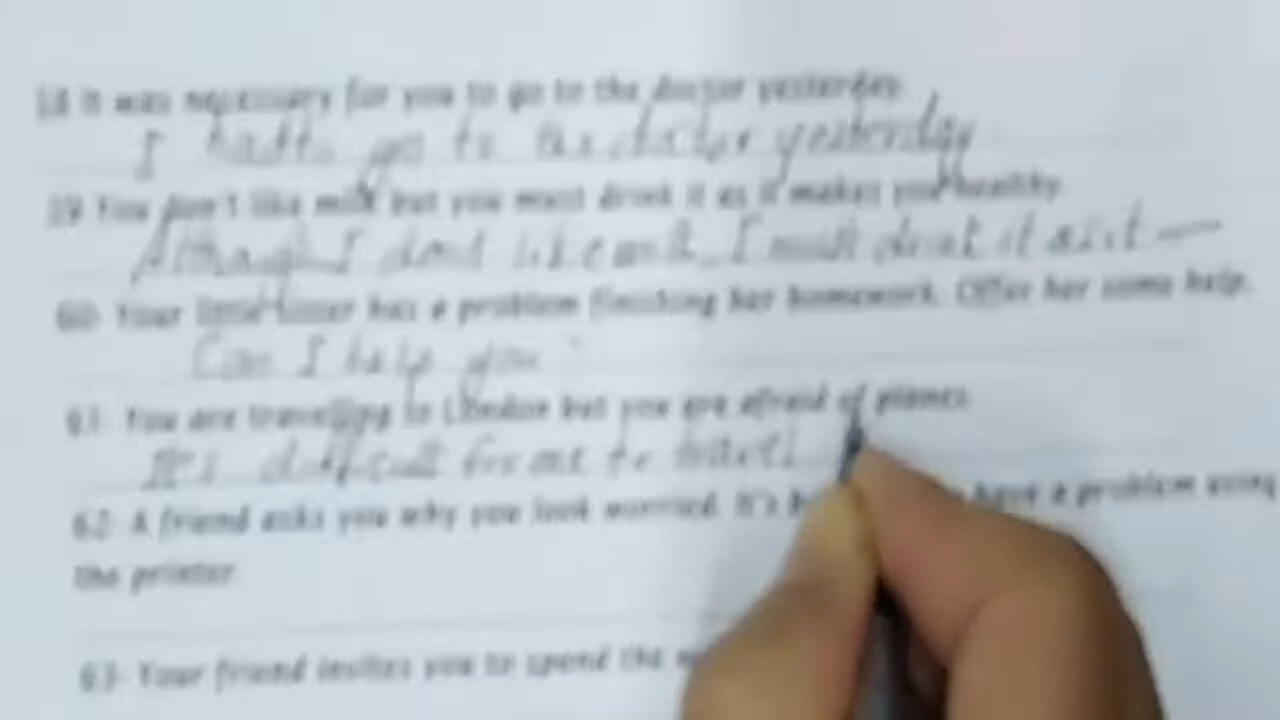 58 It was necessary for you to go to the doctor yesterday.
I had to go to the doctor yesterday
59 You don't like milk but you must drink it as it makes you healthy.
Although I don't like milk, I must drink it as it
60- Your little sister has a problem finishing her homework. Offer her some help.
Can I help you
61- You are travelling to London but you are afraid of planes.
It's difficult for me to travel
62- A friend asks you why you look worried. It's have a problem using
the printer.
63- Your friend invites you to spend the